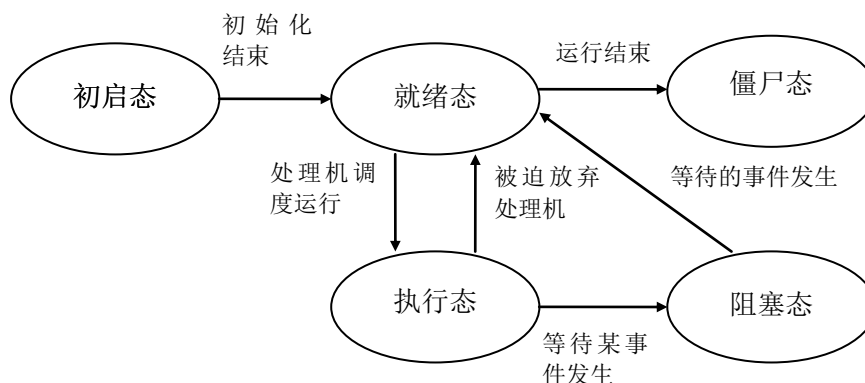 初始化
结束
运行结束
初启态
就绪态
僵尸态
处理机调
度运行
被迫放弃
处理机
等待的事件发生
执行态
阻塞态
等待某事
件发生